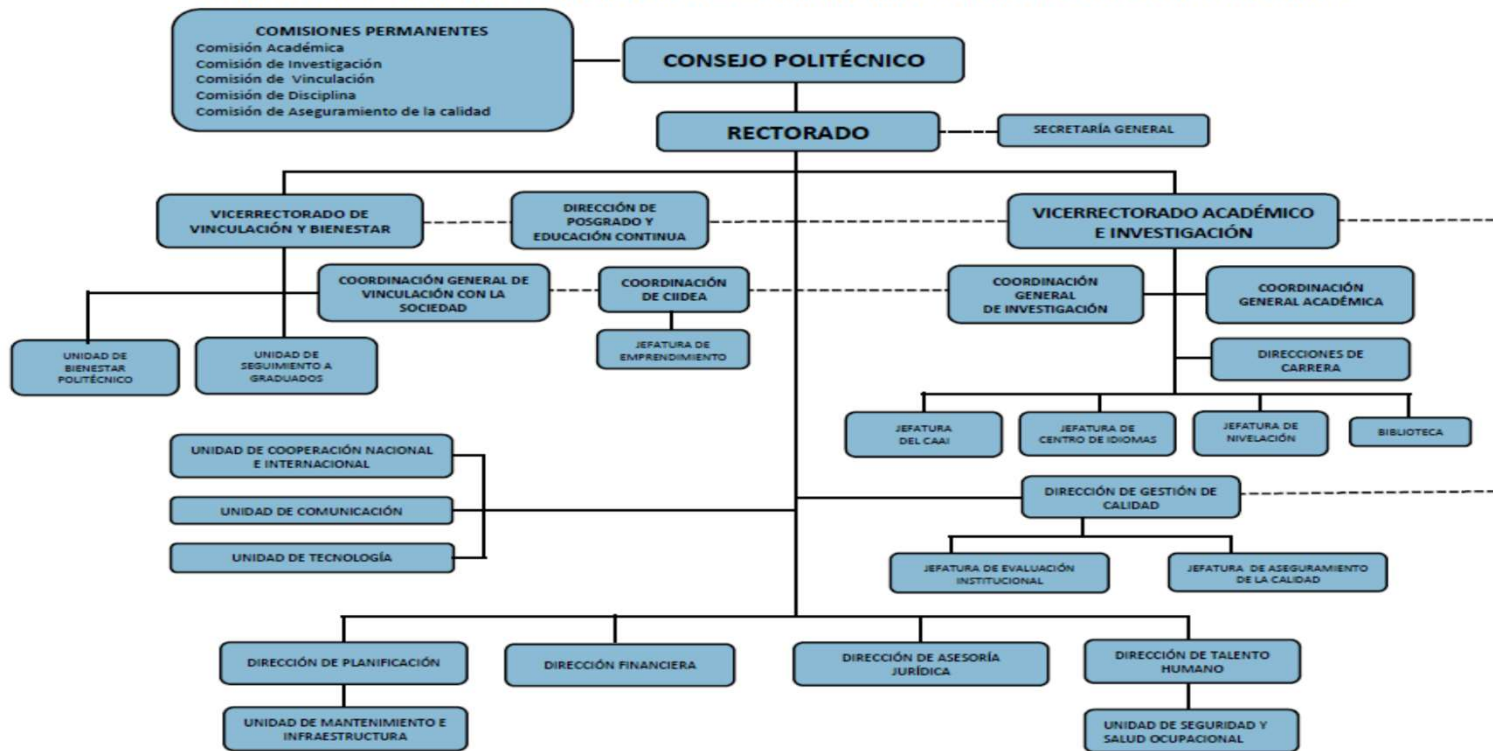 COMISIONES PERMANENTES
Comisión Académica
Comisión de Investigación
Comisión de Vinculación
Comisión de Disciplina
Comisión de Aseguramiento de la calidad
CONSEJO POLITÉCNICO
RECTORADO
SECRETARÍA GENERAL
VICERRECTORADO DE
VINCULACIÓN Y BIENESTAR
DIRECCIÓN DE
POSGRADO Y
EDUCACIÓN CONTINUA
VICERRECTORADO ACADÉMICO
E INVESTIGACIÓN
COORDINACIÓN GENERAL DE
VINCULACIÓN CON LA
SOCIEDAD
COORDINACIÓN
DE CIIDEA
COORDINACIÓN
GENERAL
DE INVESTIGACIÓN
COORDINACIÓN
GENERAL ACADÉMICA
UNIDAD DE
BIENESTAR
POLITÉCNICO
UNIDAD DE
SEGUIMIENTO A
GRADUADOS
JEFATURA DE
EMPRENDIMIENTO
DIRECCIONES DE
CARRERA
JEFATURA
DEL CAAI
JEFATURA DE
CENTRO DE IDIOMAS
JEFATURA DE
NIVELACIÓN
BIBLIOTECA
UNIDAD DE COOPERACIÓN NACIONAL
E INTERNACIONAL
UNIDAD DE COMUNICACIÓN
UNIDAD DE TECNOLOGÍA
DIRECCIÓN DE GESTIÓN DE
CALIDAD
JEFATURA DE EVALUACIÓN
INSTITUCIONAL
JEFATURA DE ASEGURAMIENTO
DE LA CALIDAD
DIRECCIÓN DE PLANIFICACIÓN
DIRECCIÓN FINANCIERA
DIRECCIÓN DE ASESORÍA
JURÍDICA
DIRECCIÓN DE TALENTO
HUMANO
UNIDAD DE MANTENIMIENTO E
INFRAESTRUCTURA
UNIDAD DE SEGURIDAD Y
SALUD OCUPACIONAL